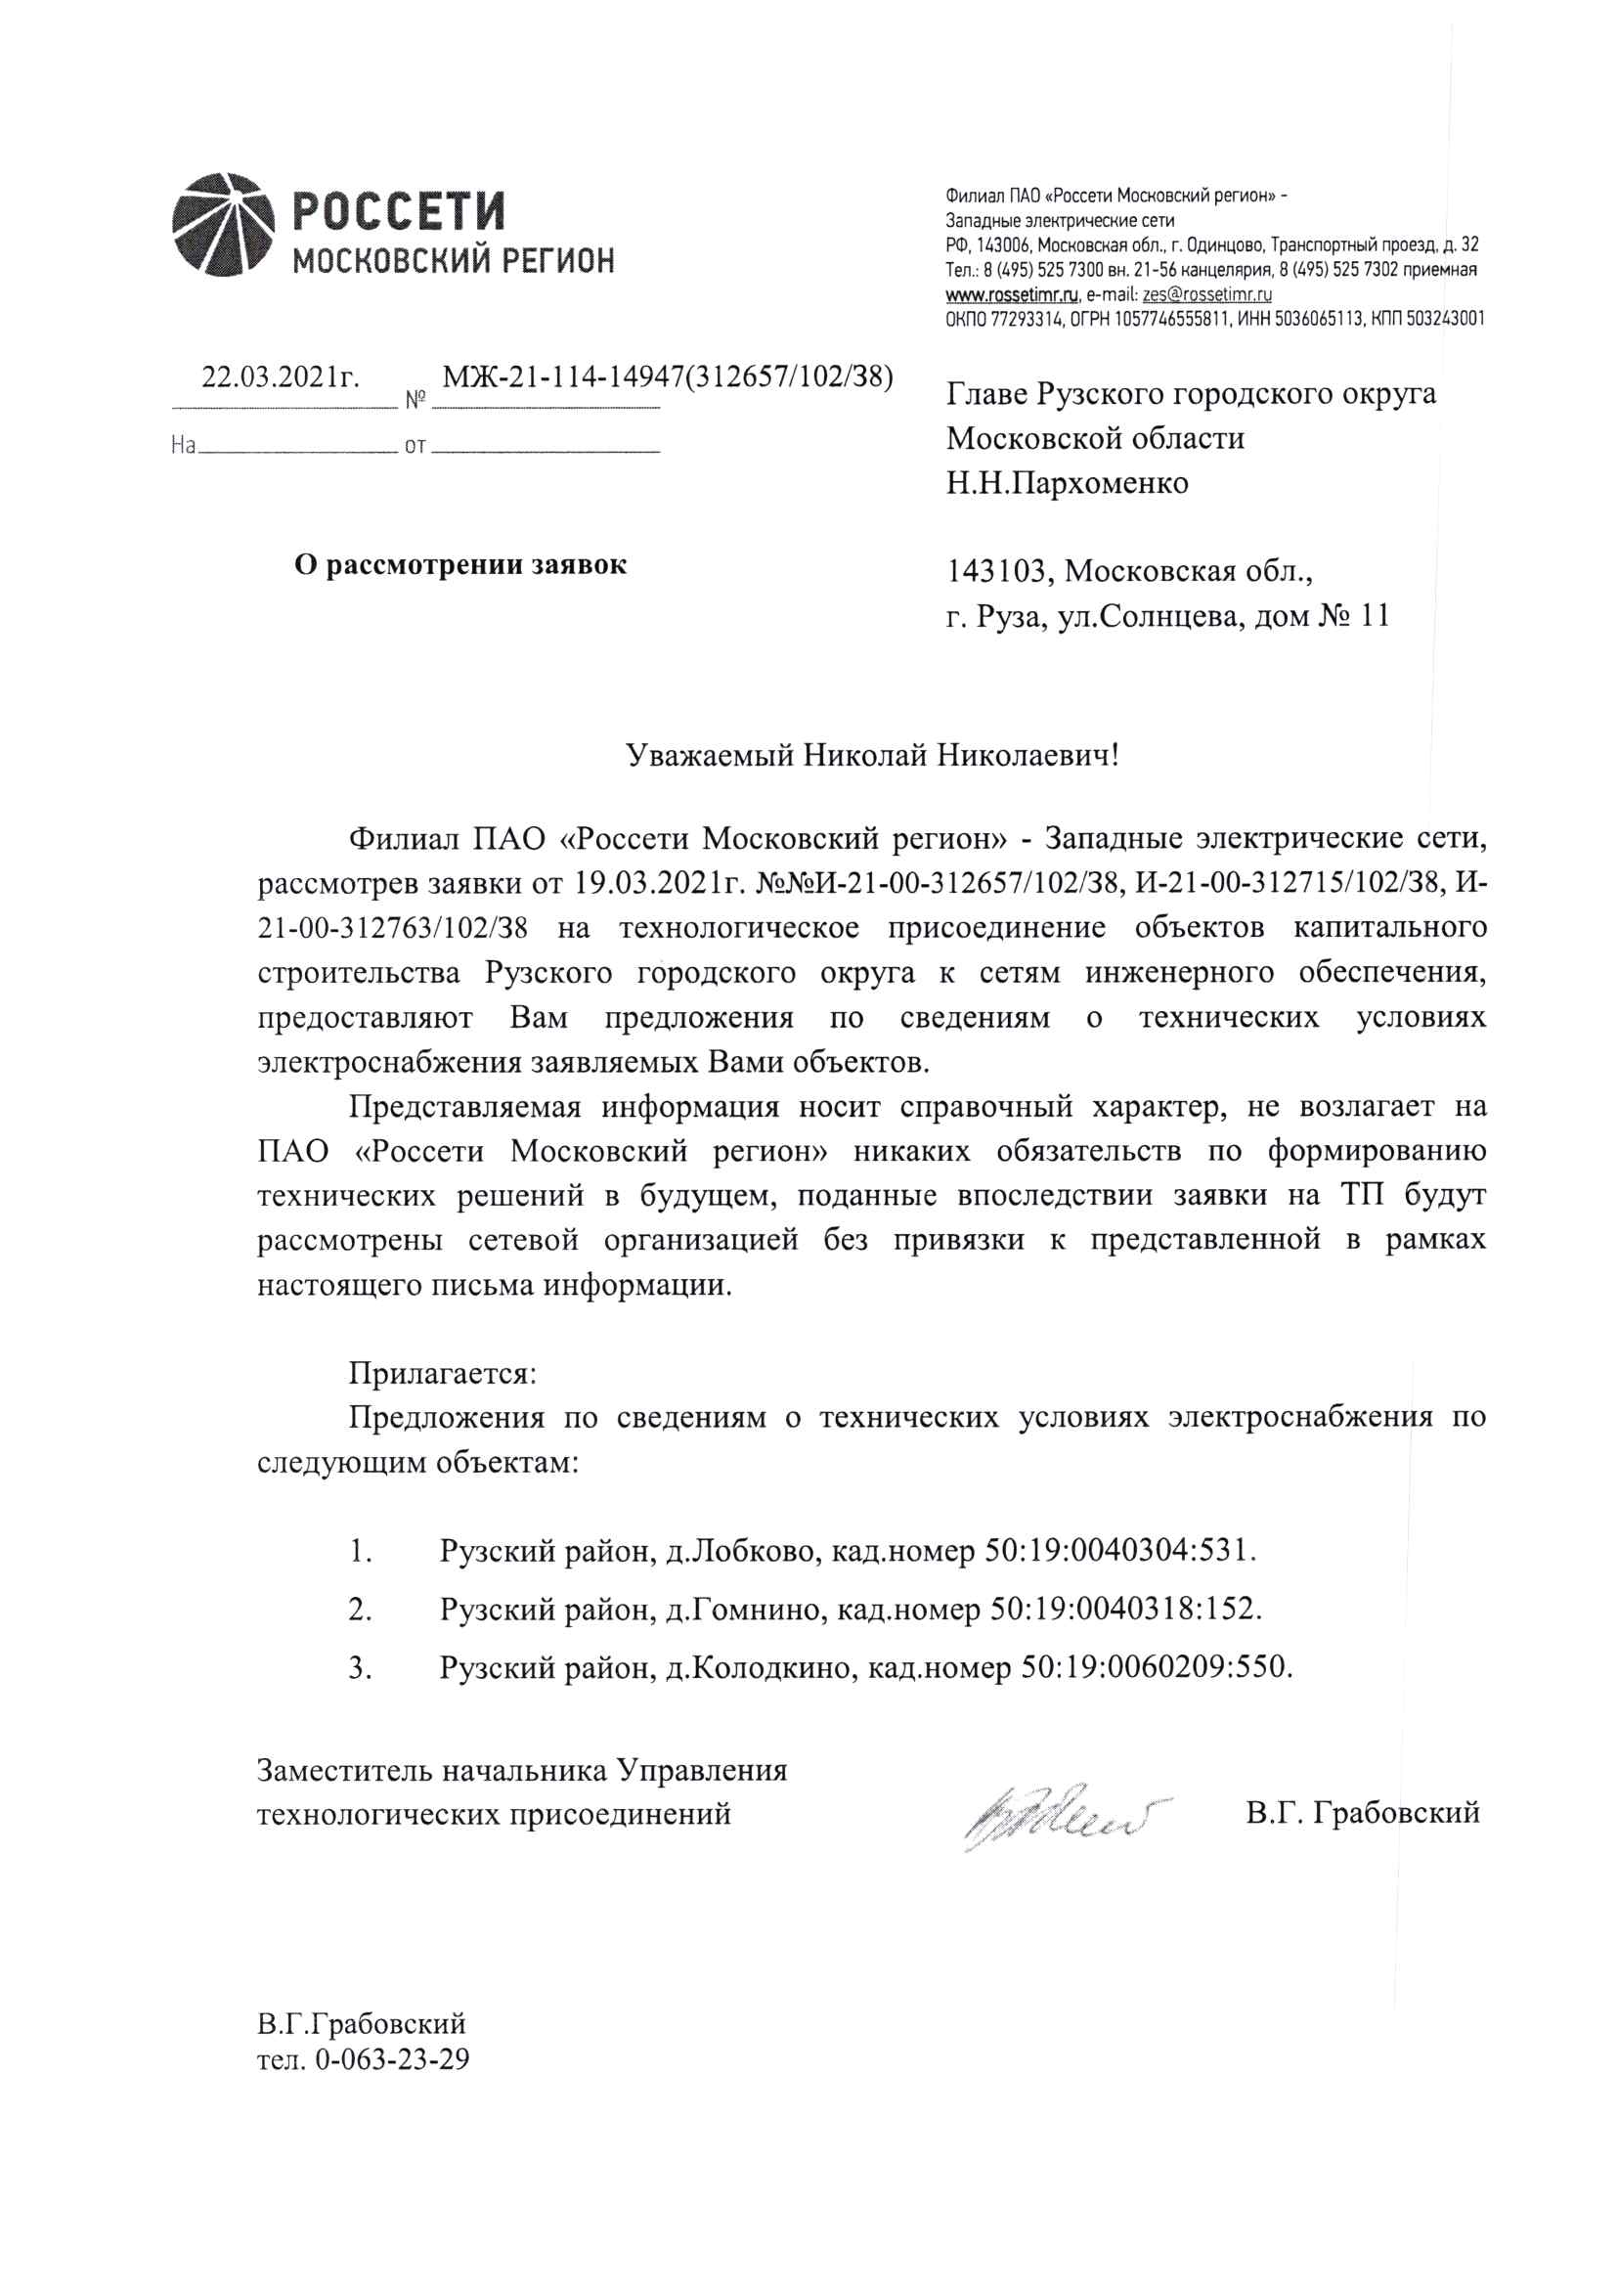 РОССЕТИ
МОСКОВСКИЙ РЕГИОН
Филиал ПАО «Россети Московский регион» -
Западные электрические сети
РФ, 143006, Московская обл., г. Одинцово, Транспортный проезд, д. 32
Тел.: 8 (495) 525 7300 вн. 21-56 канцелярия, 8 (495) 525 7302 приемная
www.rossetimr.ru, e-mail: zes@rossetimr.ru
ОКПО 77293314, ОГРН 1057746555811, ИНН 5036065113, КПП 503243001
22.03.2021г. № МЖ-21-114-14947(312657/102/З8)
На от
Главе Рузского городского округа
Московской области
Н.Н.Пархоменко
О рассмотрении заявок
143103, Московская обл.,
г. Руза, ул.Солнцева, дом № 11
Уважаемый Николай Николаевич!
Филиал ПАО «Россети Московский регион» - Западные электрические сети,
рассмотрев заявки от 19.03.2021г. №№И-21-00-312657/102/З8, И-21-00-312715/102/З8, И-
21-00-312763/102/З8 на технологическое присоединение объектов капитального
строительства Рузского городского округа к сетям инженерного обеспечения,
предоставляют Вам предложения по сведениям о технических условиях
электроснабжения заявляемых Вами объектов.
Представляемая информация носит справочный характер, не возлагает на
ПАО «Россети Московский регион» никаких обязательств по формированию
технических решений в будущем, поданные впоследствии заявки на ТП будут
рассмотрены сетевой организацией без привязки к представленной в рамках
настоящего письма информации.
Прилагается:
Предложения по сведениям о технических условиях электроснабжения по
следующим объектам:
1. Рузский район, д.Лобково, кад.номер 50:19:0040304:531.
2. Рузский район, д.Гомнино, кад.номер 50:19:0040318:152.
3. Рузский район, д.Колодкино, кад.номер 50:19:0060209:550.
Заместитель начальника Управления
технологических присоединений
В.Г. Грабовский
В.Г.Грабовский
тел. 0-063-23-29